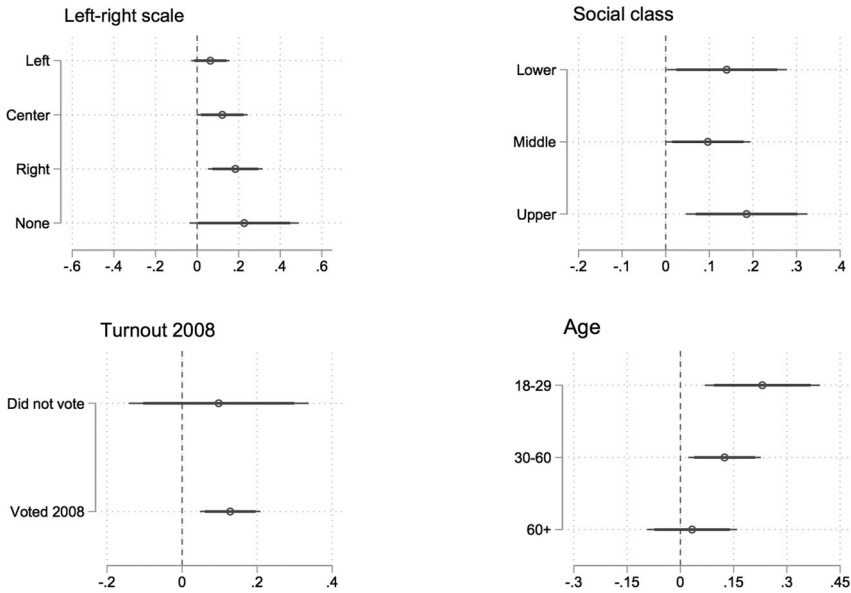 Left-right scale
Left
Center
Right
None
-.6 -.4 -.2 0 .2 .4 .6
Social class
Lower
Middle
Upper
-.2 -.1 0 .1 .2 .3 .4
Turnout 2008
Did not vote
Voted 2008
-.2 0 .2 .4
Age
18-29
30-60
60+
-.3 -.15 0 .15 .3 .45